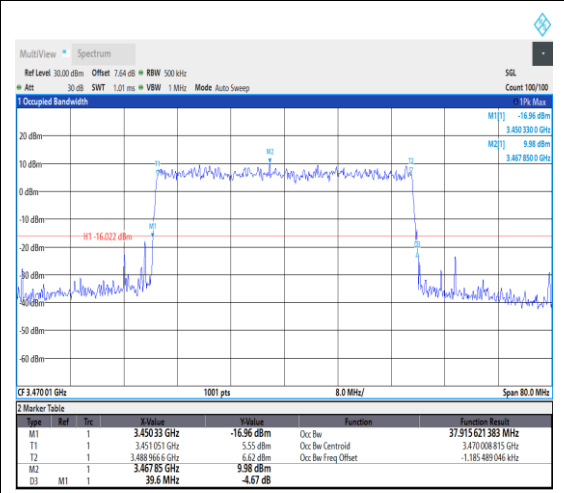 MultiView Spectrum
Ref Level 30.00 dBm Offset 7.64 dB RBW 500 kHz SGL
Att 30 dB SWT 1.01 ms VBW 1 MHz Mode Auto Sweep Count 100/100
1 Occupied Bandwidth 1Pk Max
M1[1] -16.96 dBm
3.450 330 0 GHz
M2[1] 9.98 dBm
3.467 850 0 GHz
20 dBm
M2
T1 T2
10 dBm
0 dBm
-10 dBm
M1
H1 -16.022 dBm
D3
-20 dBm
-30 dBm
-40 dBm
-50 dBm
-60 dBm
CF 3.470 01 GHz 1001 pts 8.0 MHz/ Span 80.0 MHz
2 Marker Table
Type Ref Trc X-Value Y-Value Function Function Result
M1 1 3.45033 GHz -16.96 dBm Occ Bw 37.915 621 383 MHz
T1 1 3.451 051 GHz 5.55 dBm Occ Bw Centroid 3.470 008 815 GHz
T2 1 3.488 966 6 GHz 6.62 dBm Occ Bw Freq Offset -1.185 489 046 kHz
M2 1 3.467 85 GHz 9.98 dBm
D3 M1 1 39.6 MHz -4.67 dB